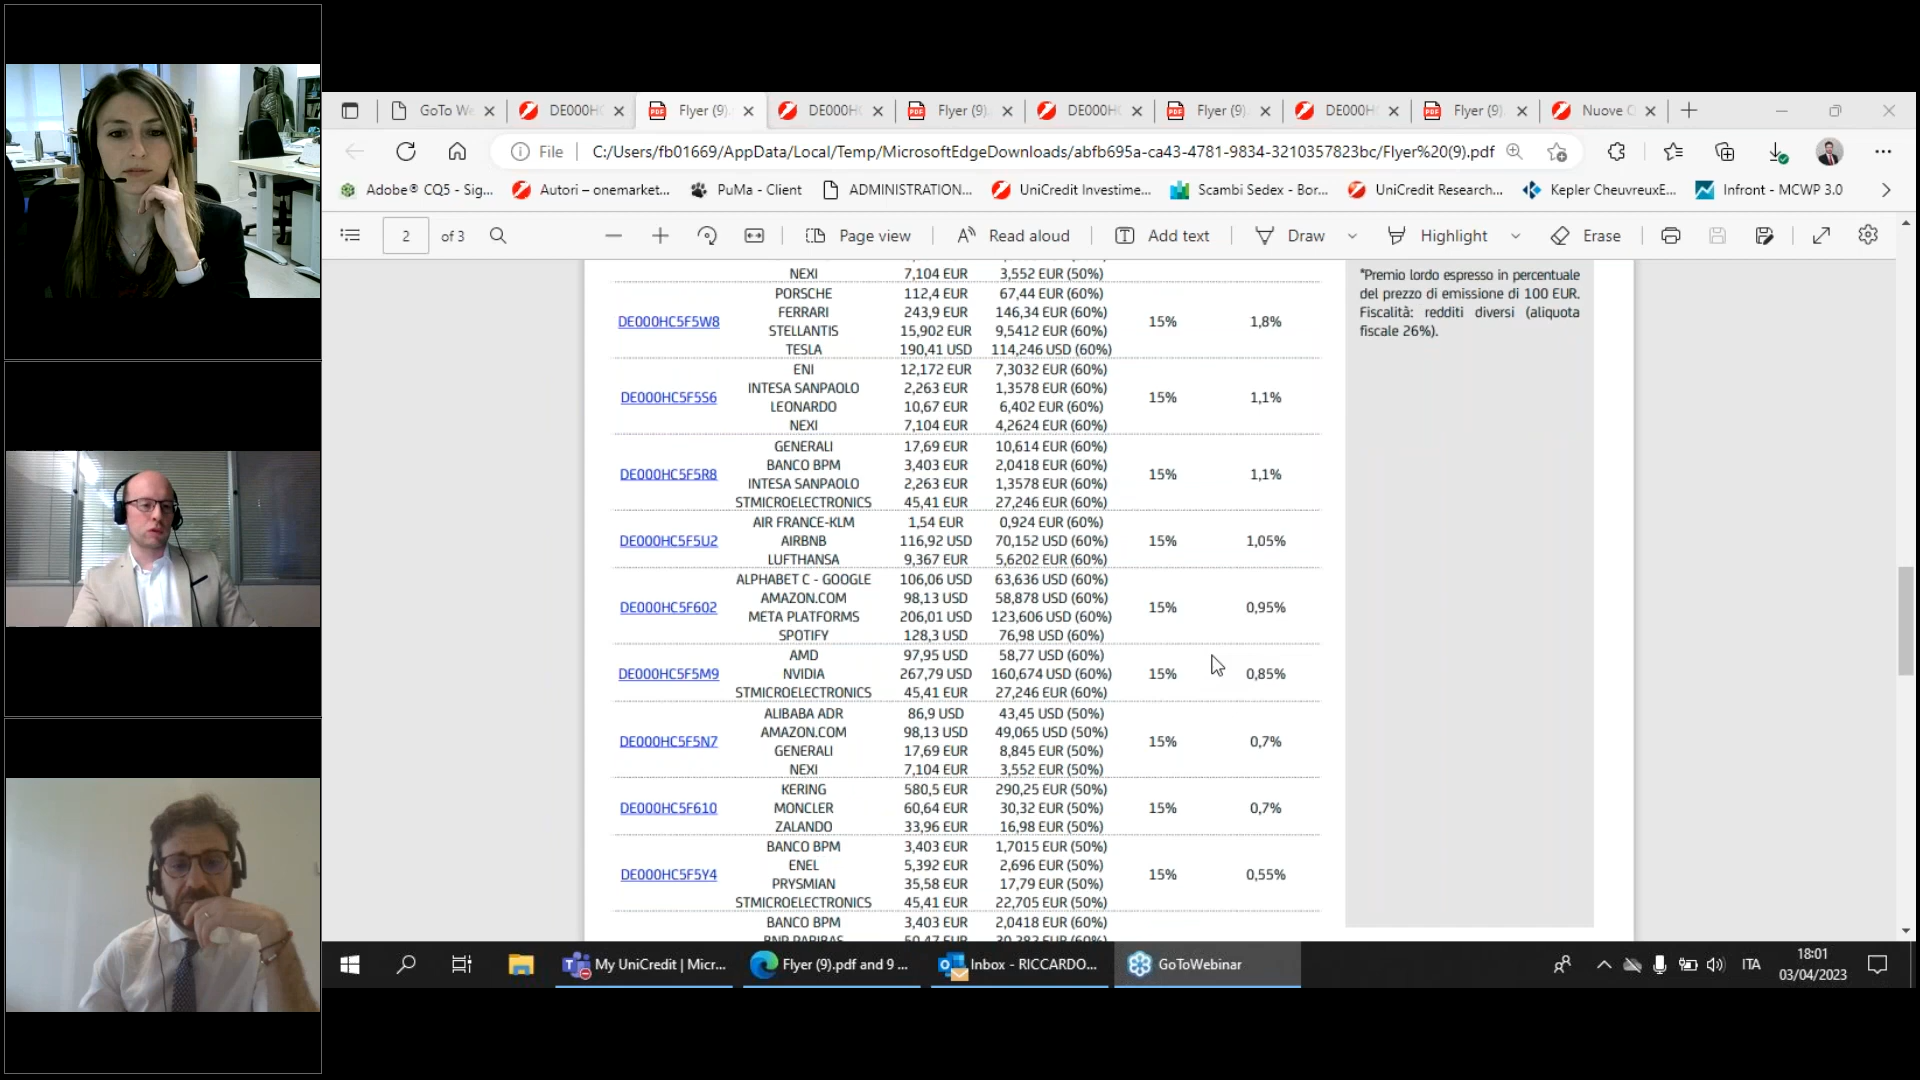 GoTo We
DE000HC
Flyer (9).
DE000HC
Flyer (9).
DE000HC
Flyer (9).
DE000HC
Flyer (9).
Nuove C
File
C:/Users/fb01669/AppData/Local/Temp/MicrosoftEdgeDownloads/abfb695a-ca43-4781-9834-3210357823bc/Flyer%20(9).pdf
Adobe® CQ5 - Sig...
Autori – onemarket...
PuMa - Client
ADMINISTRATION...
UniCredit Investime...
Scambi Sedex - Bor...
UniCredit Research...
Kepler CheuvreuxE...
Infront - MCWP 3.0
2 of 3
Page view
Read aloud
Add text
Draw
Highlight
Erase
NEXI 7,104 EUR 3,552 EUR (50%)
DE000HC5F5W8 15% 1,8%
PORSCHE 112,4 EUR 67,44 EUR (60%)
FERRARI 243,9 EUR 146,34 EUR (60%)
STELLANTIS 15,902 EUR 9,5412 EUR (60%)
TESLA 190,41 USD 114,246 USD (60%)
DE000HC5F5S6 15% 1,1%
ENI 12,172 EUR 7,3032 EUR (60%)
INTESA SANPAOLO 2,263 EUR 1,3578 EUR (60%)
LEONARDO 10,67 EUR 6,402 EUR (60%)
NEXI 7,104 EUR 4,2624 EUR (60%)
DE000HC5F5R8 15% 1,1%
GENERALI 17,69 EUR 10,614 EUR (60%)
BANCO BPM 3,403 EUR 2,0418 EUR (60%)
INTESA SANPAOLO 2,263 EUR 1,3578 EUR (60%)
STMICROELECTRONICS 45,41 EUR 27,246 EUR (60%)
DE000HC5F5U2 15% 1,05%
AIR FRANCE-KLM 1,54 EUR 0,924 EUR (60%)
AIRBNB 116,92 USD 70,152 USD (60%)
LUFTHANSA 9,367 EUR 5,6202 EUR (60%)
DE000HC5F602 15% 0,95%
ALPHABET C - GOOGLE 106,06 USD 63,636 USD (60%)
AMAZON.COM 98,13 USD 58,878 USD (60%)
META PLATFORMS 206,01 USD 123,606 USD (60%)
SPOTIFY 128,3 USD 76,98 USD (60%)
DE000HC5F5M9 15% 0,85%
AMD 97,95 USD 58,77 USD (60%)
NVIDIA 267,79 USD 160,674 USD (60%)
STMICROELECTRONICS 45,41 EUR 27,246 EUR (60%)
DE000HC5F5N7 15% 0,7%
ALIBABA ADR 86,9 USD 43,45 USD (50%)
AMAZON.COM 98,13 USD 49,065 USD (50%)
GENERALI 17,69 EUR 8,845 EUR (50%)
NEXI 7,104 EUR 3,552 EUR (50%)
DE000HC5F610 15% 0,7%
KERING 580,5 EUR 290,25 EUR (50%)
MONCLER 60,64 EUR 30,32 EUR (50%)
ZALANDO 33,96 EUR 16,98 EUR (50%)
DE000HC5F5Y4 15% 0,55%
BANCO BPM 3,403 EUR 1,7015 EUR (50%)
ENEL 5,392 EUR 2,696 EUR (50%)
PRYSMIAN 35,58 EUR 17,79 EUR (50%)
STMICROELECTRONICS 45,41 EUR 22,705 EUR (50%)
BANCO BPM 3,403 EUR 2,0418 EUR (60%)
BNP PARIBAS 50,47 EUR 30,282 EUR (60%)
*Premio lordo espresso in percentuale
del prezzo di emissione di 100 EUR.
Fiscalità: redditi diversi (aliquota
fiscale 26%).
My UniCredit | Micr...
Flyer (9).pdf and 9 ...
Inbox - RICCARDO...
GoToWebinar
ITA
18:01
03/04/2023